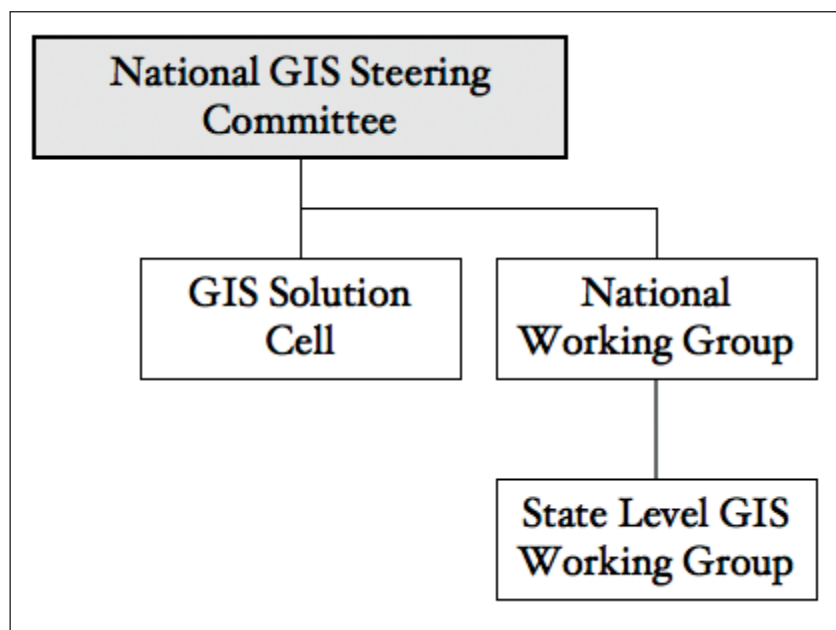 National GIS Steering
Committee
GIS Solution
Cell
National
Working Group
State Level GIS
Working Group